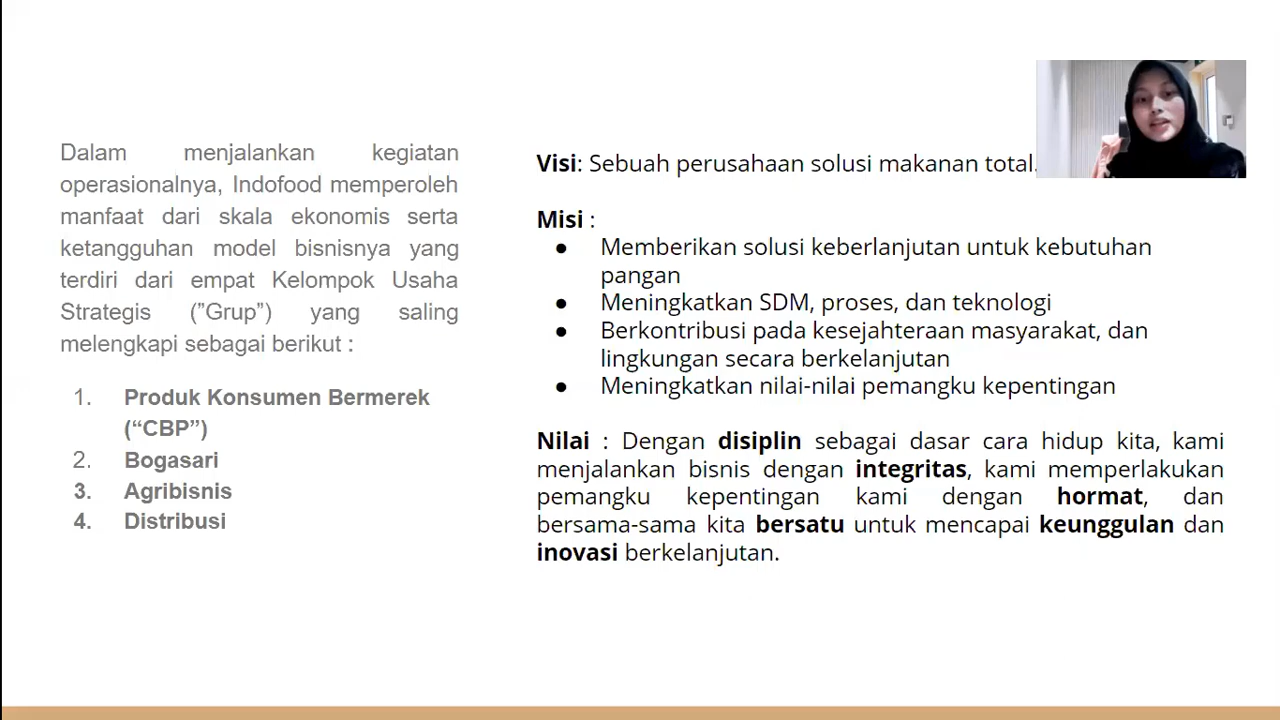 Dalam menjalankan kegiatan
operasionalnya, Indofood memperoleh
manfaat dari skala ekonomis serta
ketangguhan model bisnisnya yang
terdiri dari empat Kelompok Usaha
Strategis (”Grup”) yang saling
melengkapi sebagai berikut :
1. Produk Konsumen Bermerek
(“CBP”)
2. Bogasari
3. Agribisnis
4. Distribusi
Visi: Sebuah perusahaan solusi makanan total.
Misi :
● Memberikan solusi keberlanjutan untuk kebutuhan
pangan
● Meningkatkan SDM, proses, dan teknologi
● Berkontribusi pada kesejahteraan masyarakat, dan
lingkungan secara berkelanjutan
● Meningkatkan nilai-nilai pemangku kepentingan
Nilai : Dengan disiplin sebagai dasar cara hidup kita, kami
menjalankan bisnis dengan integritas, kami memperlakukan
pemangku kepentingan kami dengan hormat, dan
bersama-sama kita bersatu untuk mencapai keunggulan dan
inovasi berkelanjutan.